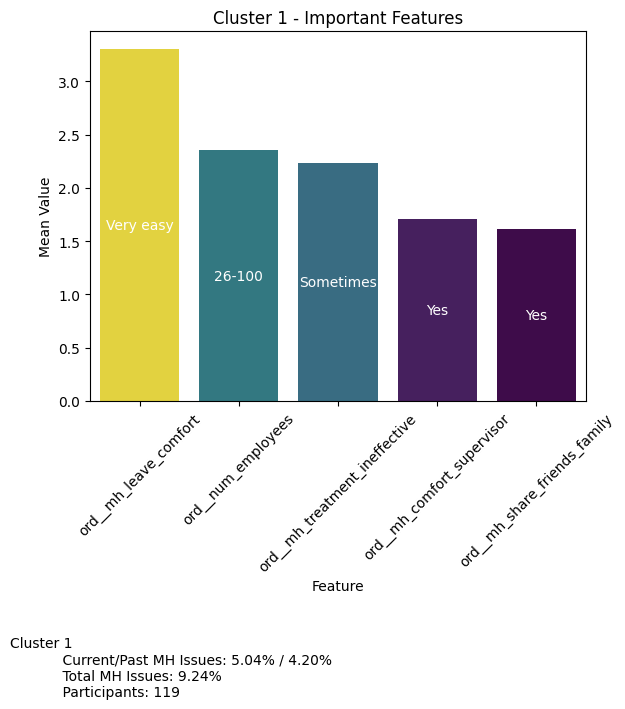 Cluster 1 - Important Features
Mean Value
3.0
2.5
2.0
1.5
1.0
0.5
0.0
Very easy
26-100
Sometimes
Yes
Yes
ord__mh_leave_comfort
ord__num_employees
ord__mh_treatment_ineffective
ord__mh_comfort_supervisor
ord__mh_share_friends_family
Feature
Cluster 1
Current/Past MH Issues: 5.04% / 4.20%
Total MH Issues: 9.24%
Participants: 119